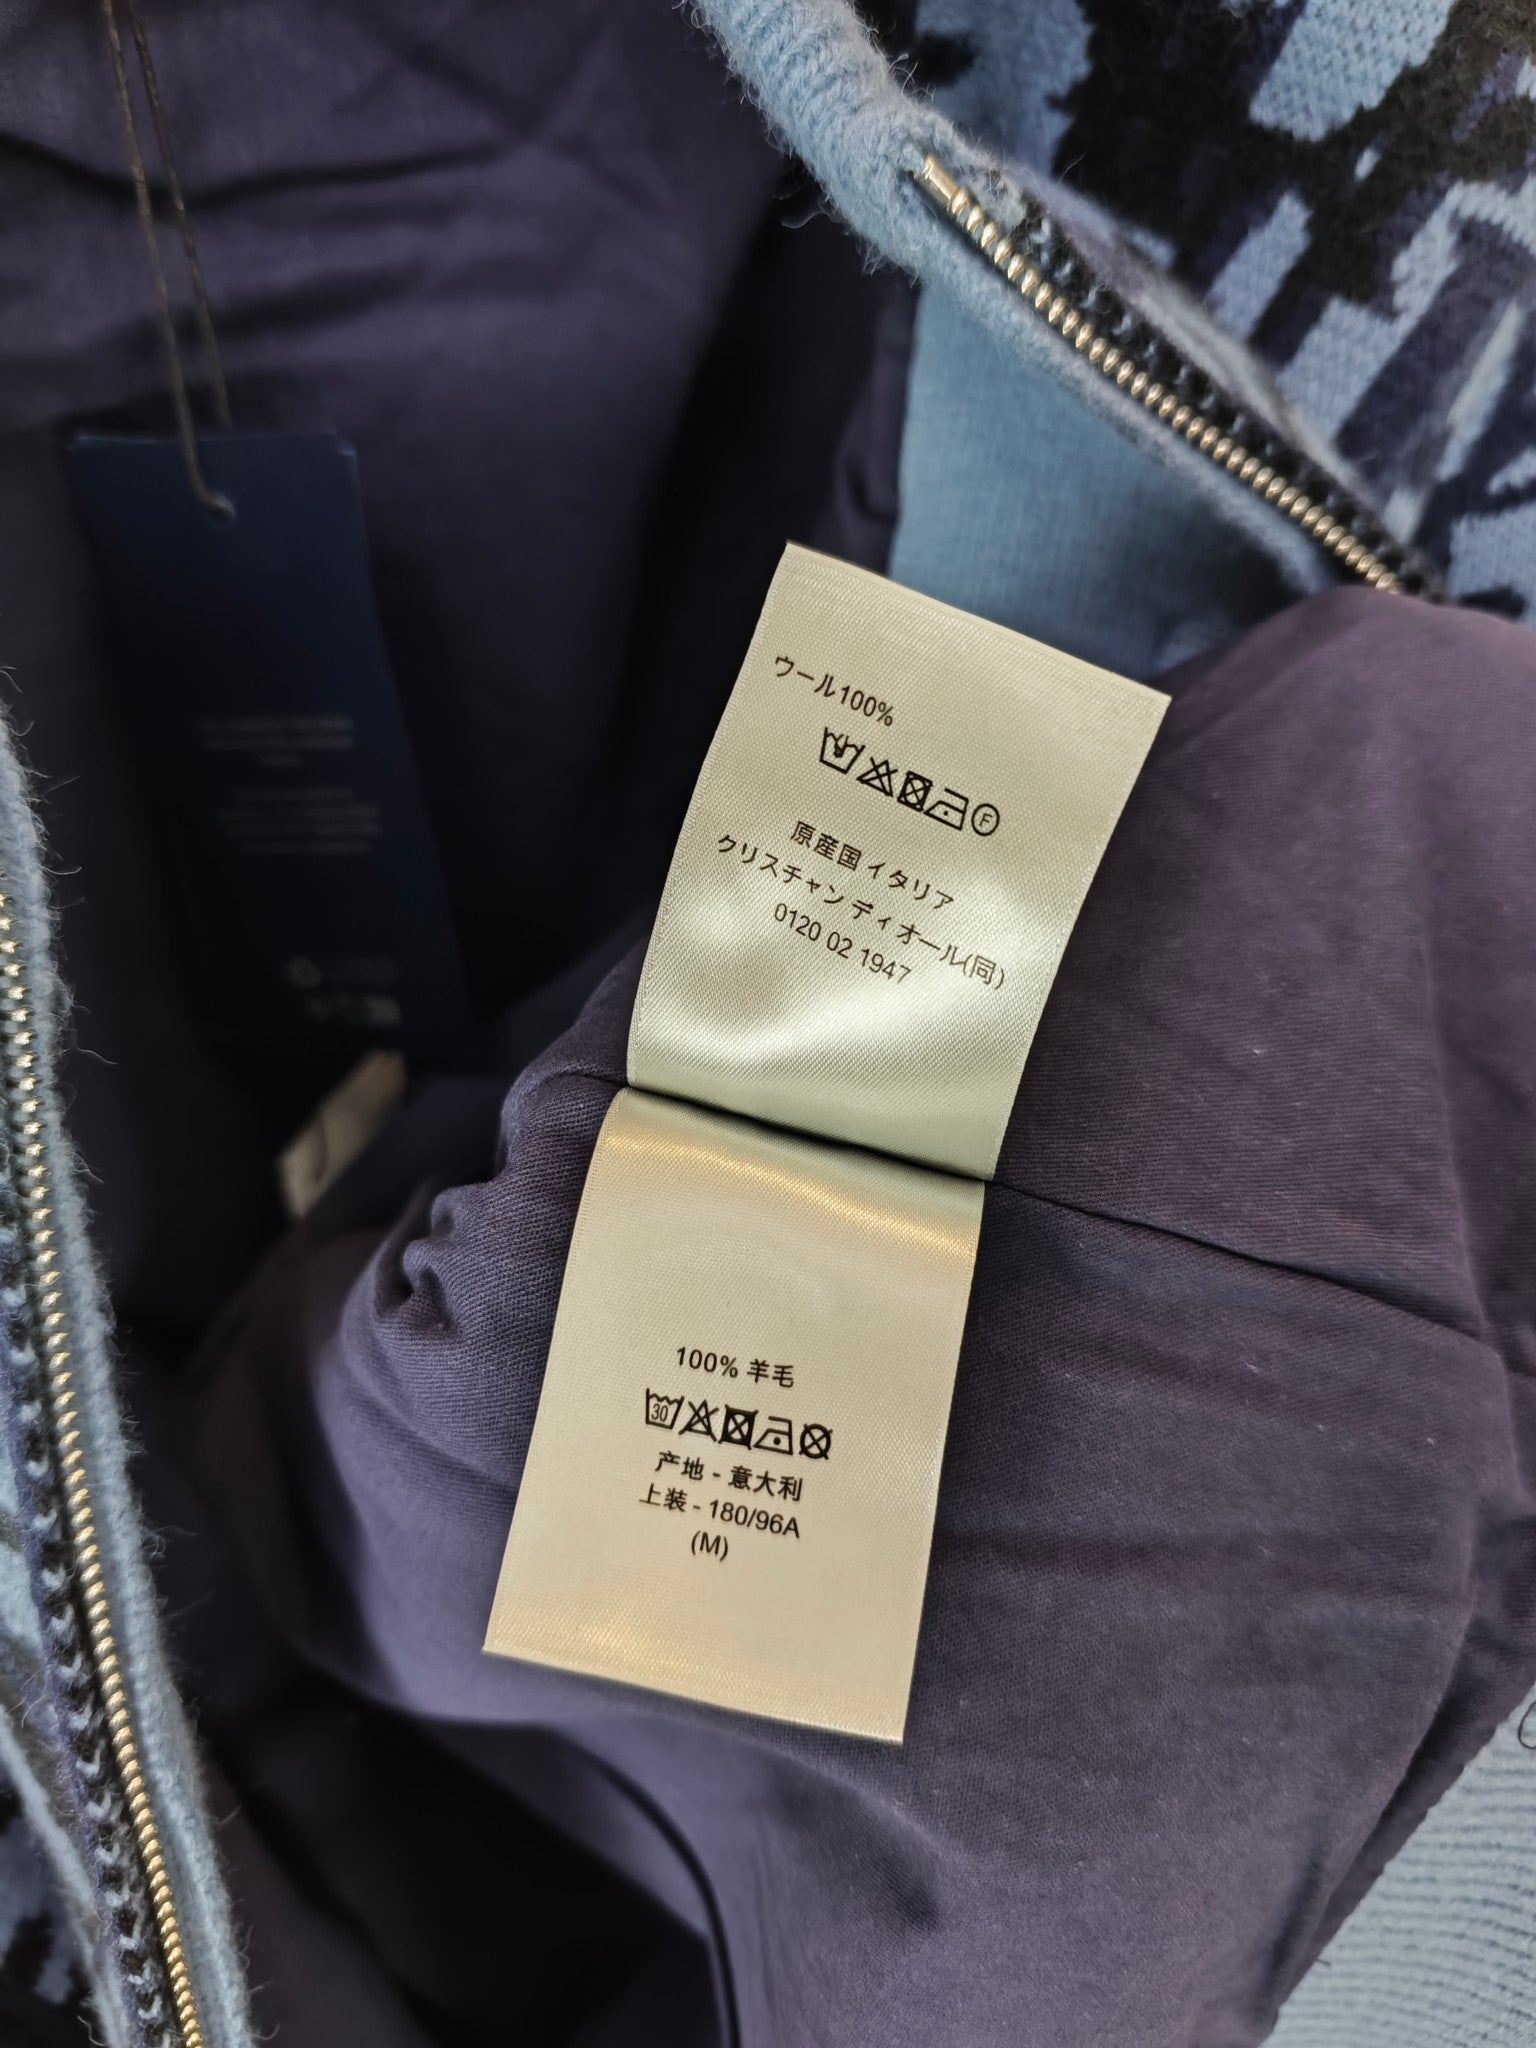 ウール100%
F
原産国 イタリア
クリスチャン ディオール(同)
0120 02 1947
100% 羊毛
30
产地 - 意大利
上装 - 180/96A
(M)